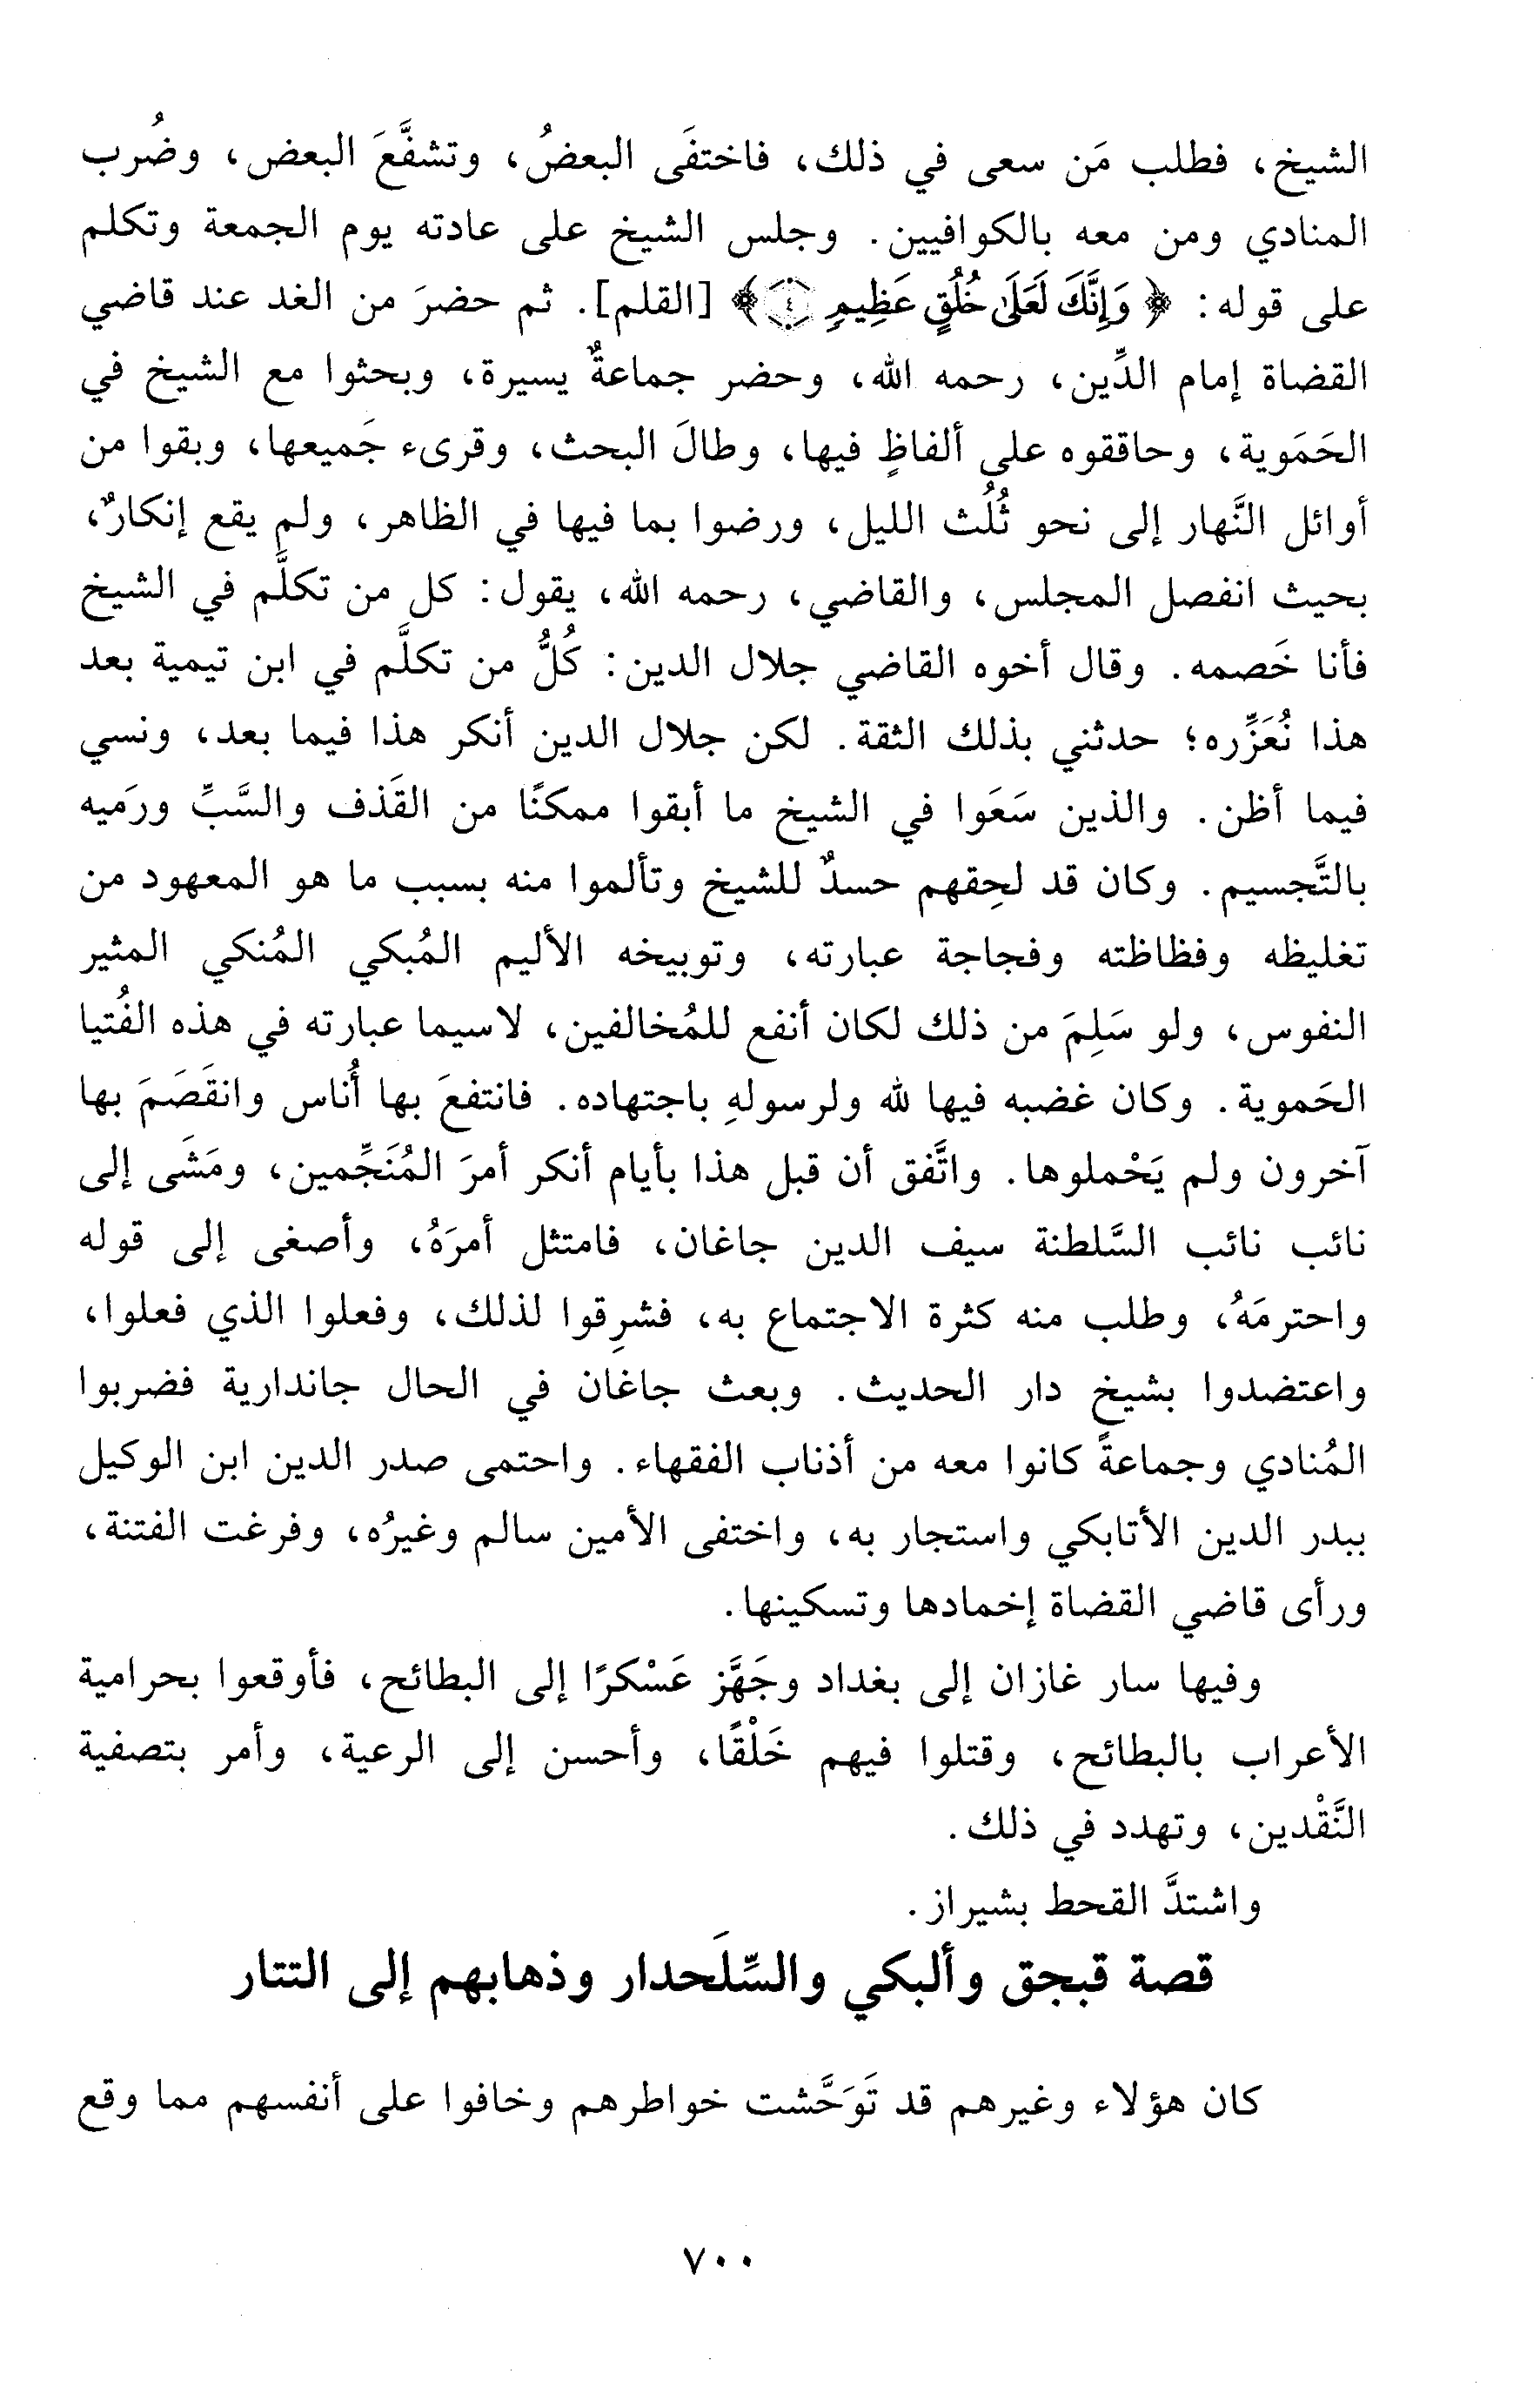 الشيخ، فطلب مَن سعى في ذلك، فاختفَى البعضُ، وتشفَّعَ البعض، وضُرب
المنادي ومن معه بالكوافيين. وجلس الشيخ على عادته يوم الجمعة وتكلم
على قوله: ﴿وَإِنَّكَ لَعَلَىٰ خُلُقٍ عَظِيمٍ ٤﴾ [القلم]. ثم حضرَ من الغد عند قاضي
القضاة إمام الدِّين، رحمه الله، وحضر جماعةٌ يسيرة، وبحثوا مع الشيخ في
الحَمَوية، وحاققوه على ألفاظٍ فيها، وطالَ البحث، وقرىء جَميعها، وبقوا من
أوائل النَّهار إلى نحو ثُلُث الليل، ورضوا بما فيها في الظاهر، ولم يقع إنكارٌ،
بحيث انفصل المجلس، والقاضي، رحمه الله، يقول: كل من تكلَّم في الشيخ
فأنا خَصمه. وقال أخوه القاضي جلال الدين: كُلُّ من تكلَّم في ابن تيمية بعد
هذا نُعَزِّره؛ حدثني بذلك الثقة. لكن جلال الدين أنكر هذا فيما بعد، ونسي
فيما أظن. والذين سَعَوا في الشيخ ما أبقوا ممكنًا من القَذف والسَّبِّ ورَميه
بالتَّجسيم. وكان قد لحِقهم حسدٌ للشيخ وتألموا منه بسبب ما هو المعهود من
تغليظه وفظاظته وفجاجة عبارته، وتوبيخه الأليم المُبكي المُنكي المثير
النفوس، ولو سَلِمَ من ذلك لكان أنفع للمُخالفين، لاسيما عبارته في هذه الفُتيا
الحَموية. وكان غضبه فيها لله ولرسولهِ باجتهاده. فانتفعَ بها أُناس وانقَصَمَ بها
آخرون ولم يَحْملوها. واتَّفق أن قبل هذا بأيام أنكر أمرَ المُنَجِّمين، ومَشَى إلى
نائب نائب السَّلطنة سيف الدين جاغان، فامتثل أمرَهُ، وأصغى إلى قوله
واحترمَهُ، وطلب منه كثرة الاجتماع به، فشرِقوا لذلك، وفعلوا الذي فعلوا،
واعتضدوا بشيخ دار الحديث. وبعث جاغان في الحال جاندارية فضربوا
المُنادي وجماعةً كانوا معه من أذناب الفقهاء. واحتمى صدر الدين ابن الوكيل
ببدر الدين الأتابكي واستجار به، واختفى الأمين سالم وغيرُه، وفرغت الفتنة،
ورأى قاضي القضاة إخمادها وتسكينها.
وفيها سار غازان إلى بغداد وجَهَّز عَسْكرًا إلى البطائح، فأوقعوا بحرامية
الأعراب بالبطائح، وقتلوا فيهم خَلْقًا، وأحسن إلى الرعية، وأمر بتصفية
النَّقْدين، وتهدد في ذلك.
واشتدَّ القحط بشيراز.
قصة قبجق وألبكي والسِّلَحدار وذهابهم إلى التتار
كان هؤلاء وغيرهم قد تَوَحَّشت خواطرهم وخافوا على أنفسهم مما وقع
٧٠٠